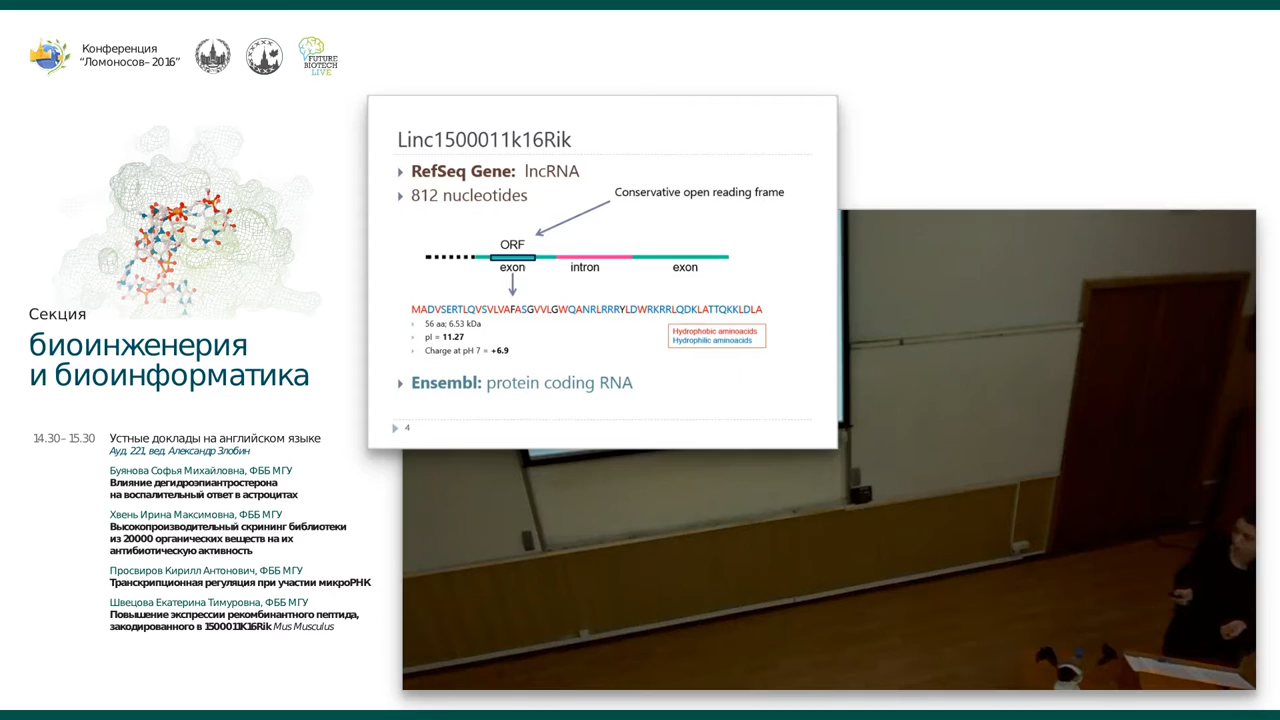 Конференция
“Ломоносов– 2016”
FUTURE
BIOTECH
LIVE
Секция
биоинженерия
и биоинформатика
14.30– 15.30 Устные доклады на английском языке
Ауд. 221, вед. Александр Злобин
Буянова Софья Михайловна, ФББ МГУ
Влияние дегидроэпиантростерона
на воспалительный ответ в астроцитах
Хвень Ирина Максимовна, ФББ МГУ
Высокопроизводительный скрининг библиотеки
из 20000 органических веществ на их
антибиотическую активность
Просвиров Кирилл Антонович, ФББ МГУ
Транскрипционная регуляция при участии микроРНК
Швецова Екатерина Тимуровна, ФББ МГУ
Повышение экспрессии рекомбинантного пептида,
закодированного в 1500011K16Rik Mus Musculus
Linc1500011k16Rik
RefSeq Gene: lncRNA
812 nucleotides
Conservative open reading frame
ORF
exon intron exon
MADVSERTLQVSVLVAFASGVVLGWQANRLRRRYLDWRKRRLQDKLATTQKKLDLA
56 aa; 6.53 kDa
pI = 11.27
Charge at pH 7 = +6.9
Hydrophobic aminoacids
Hydrophilic aminoacids
Ensembl: protein coding RNA
4